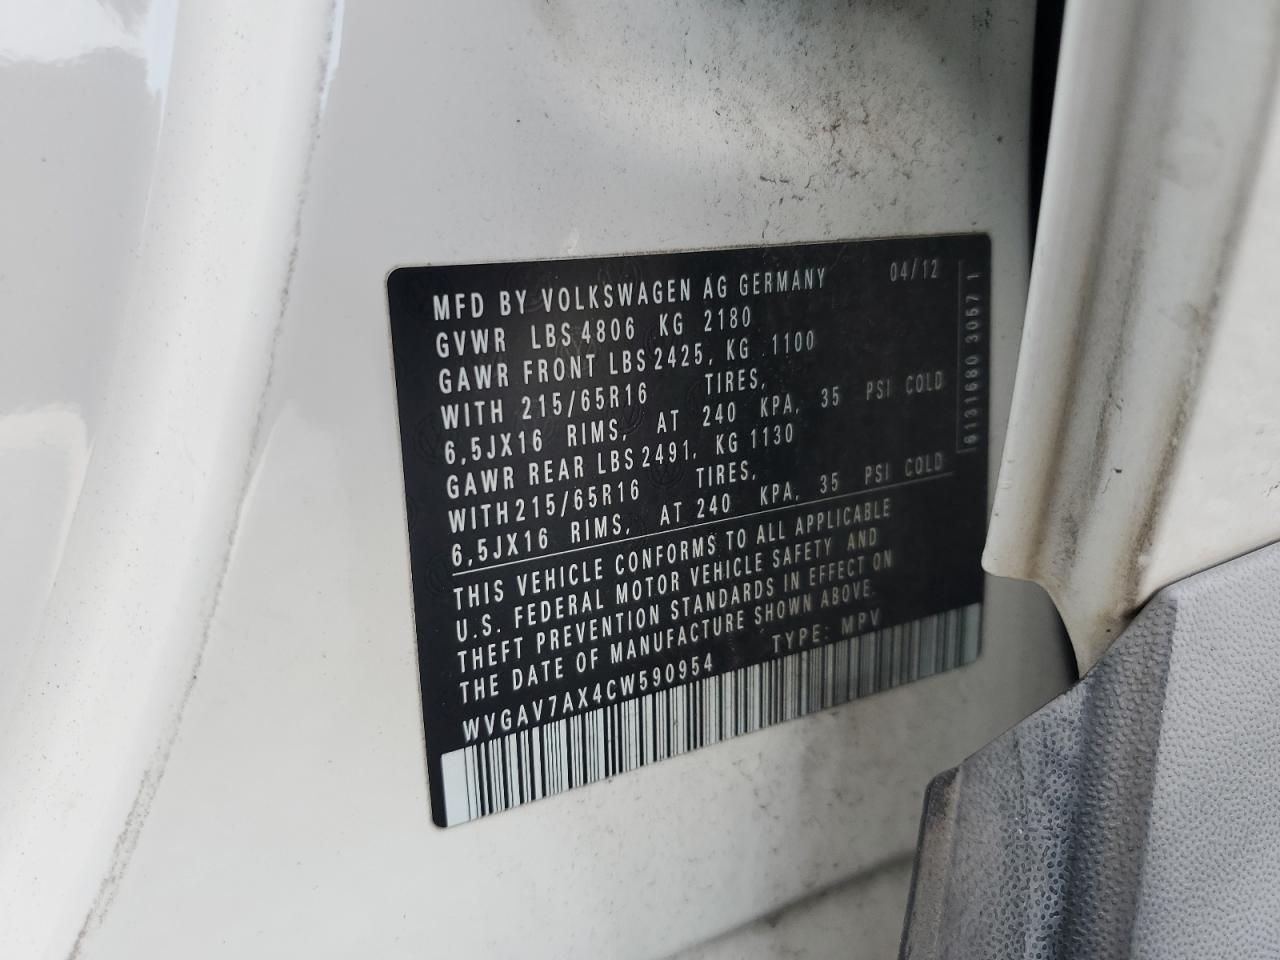 MFD BY VOLKSWAGEN AG GERMANY 04/12
GVWR LBS 4806 KG 2180
GAWR FRONT LBS 2425, KG 1100
WITH 215/65R16 TIRES,
6,5JX16 RIMS, AT 240 KPA, 35 PSI COLD
GAWR REAR LBS 2491, KG 1130
WITH 215/65R16 TIRES,
6,5JX16 RIMS, AT 240 KPA, 35 PSI COLD
THIS VEHICLE CONFORMS TO ALL APPLICABLE
U.S. FEDERAL MOTOR VEHICLE SAFETY AND
THEFT PREVENTION STANDARDS IN EFFECT ON
THE DATE OF MANUFACTURE SHOWN ABOVE.
WVGAV7AX4CW590954 TYPE: MPV
6131680 3057 1